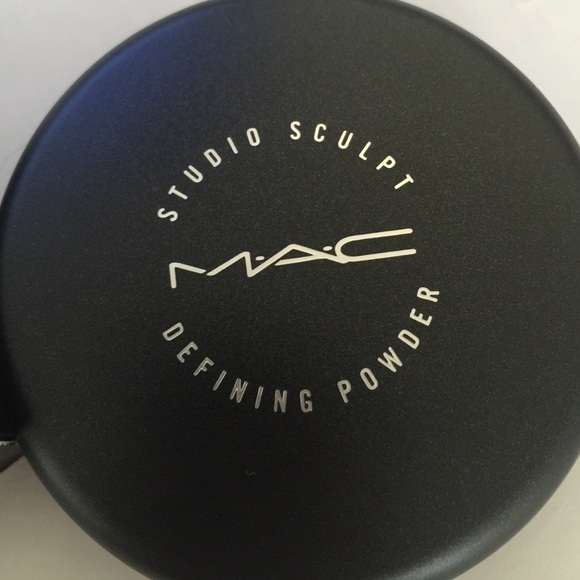 STUDIO SCULPT
M·A·C
DEFINING POWDER